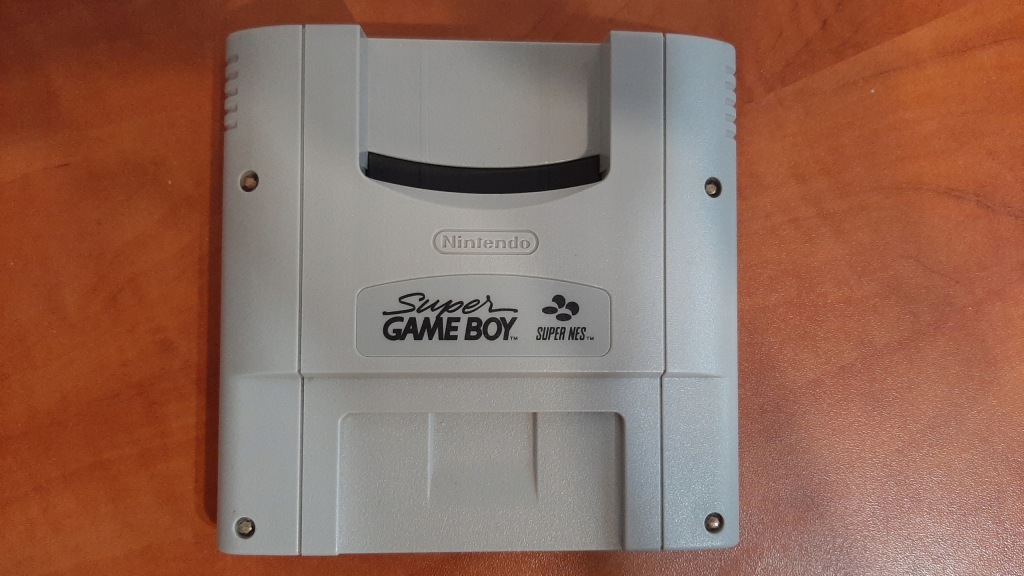 Nintendo
Super
GAME BOY™
SUPER NES™